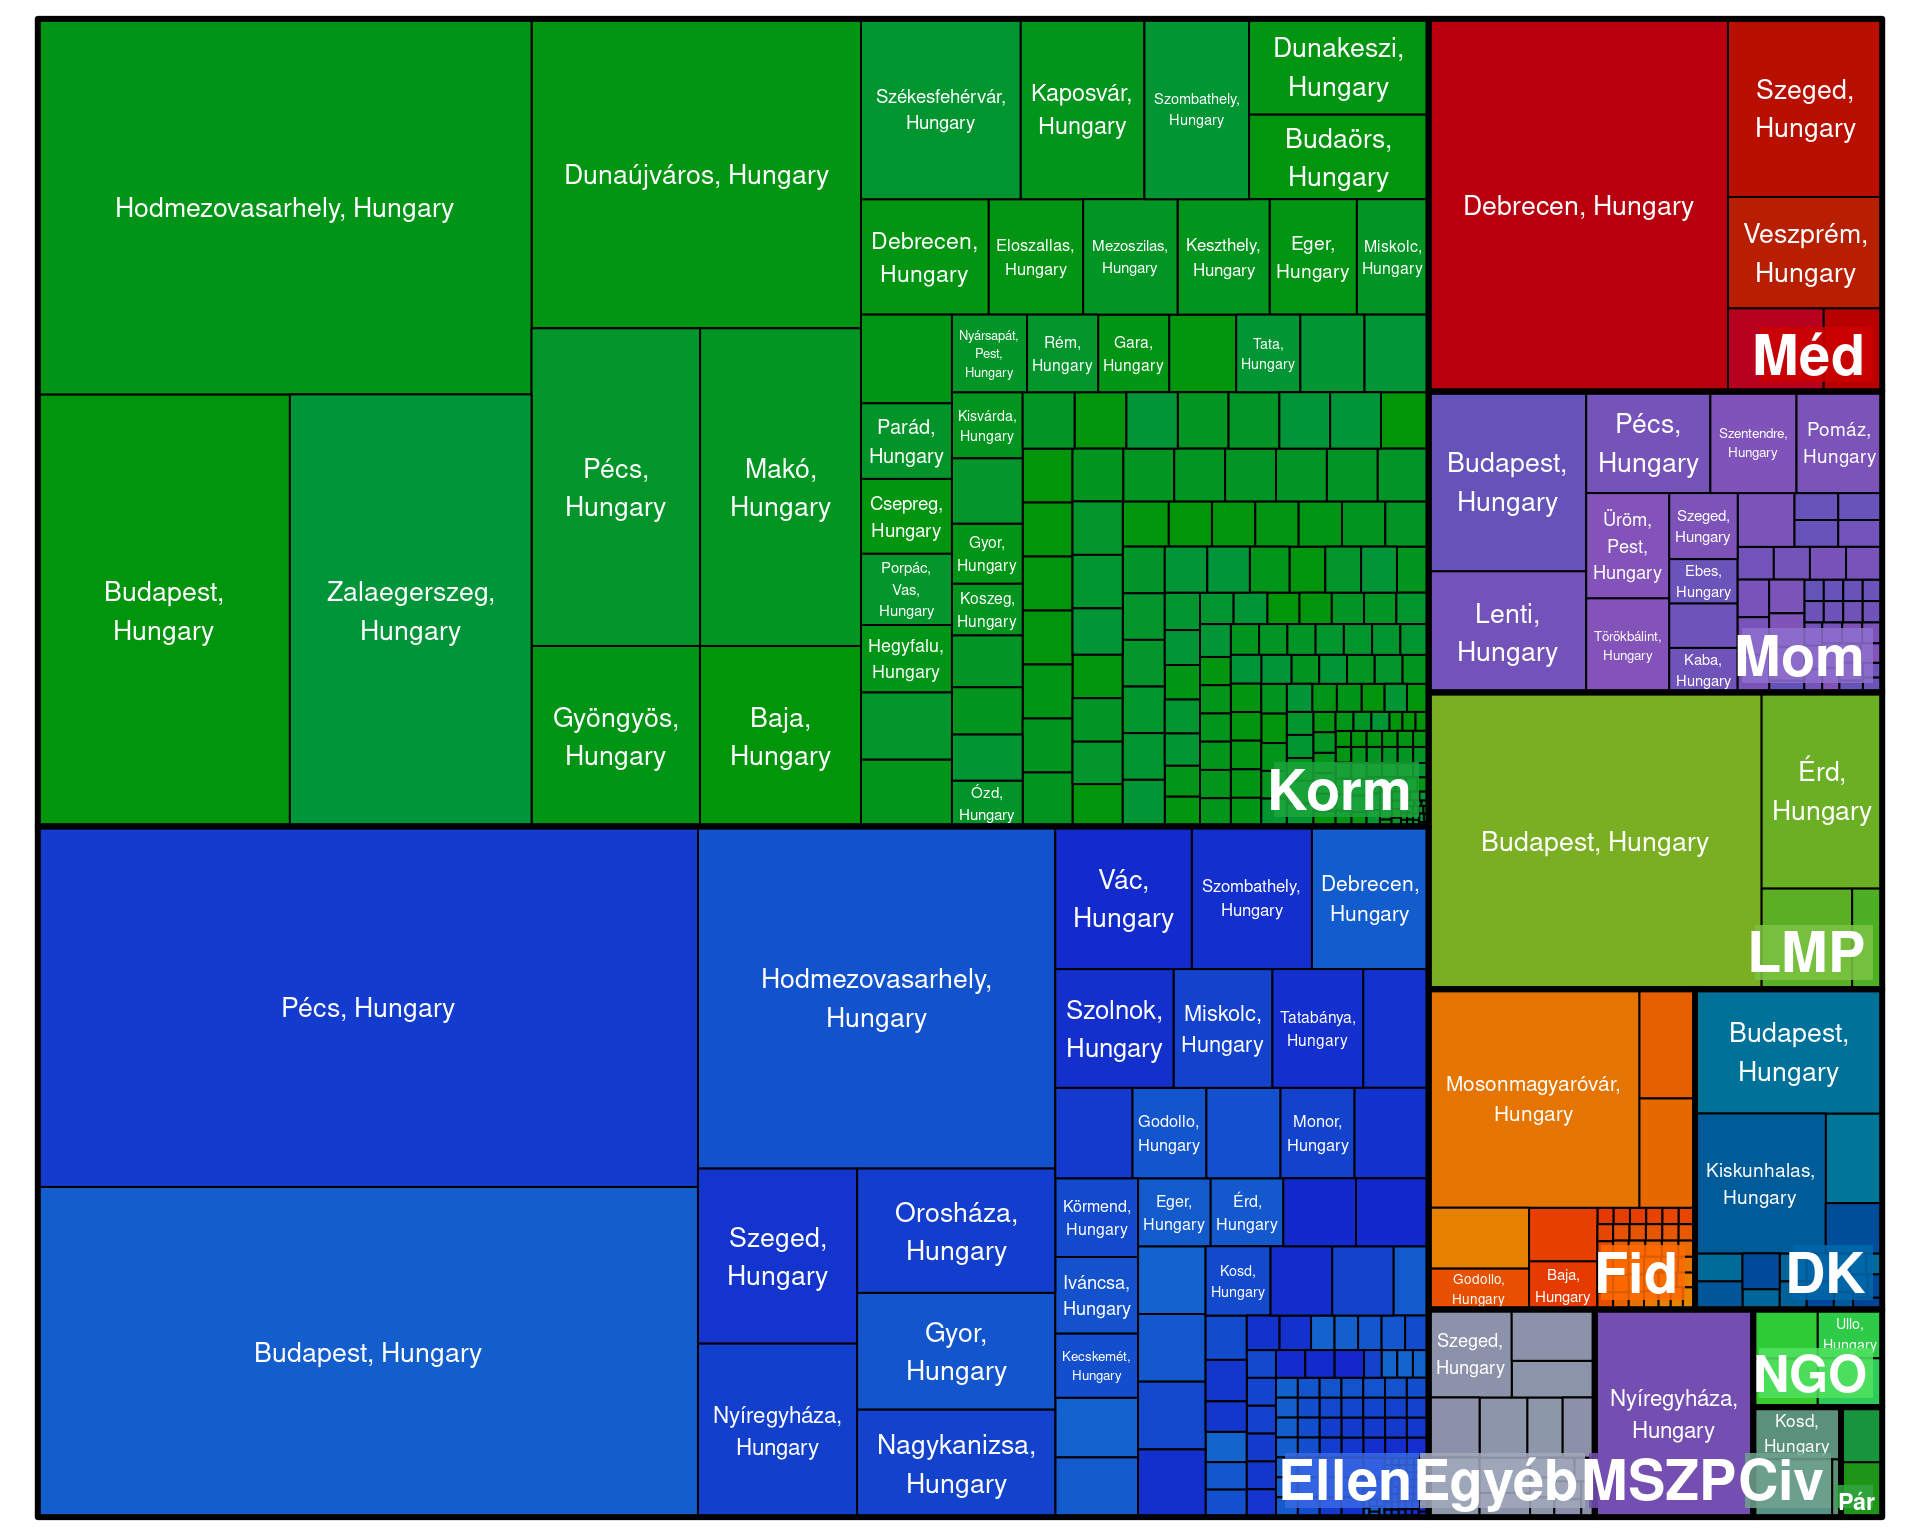 Hodmezovasarhely, Hungary
Dunaújváros, Hungary
Székesfehérvár,
Hungary
Kaposvár,
Hungary
Szombathely,
Hungary
Dunakeszi,
Hungary
Budaörs,
Hungary
Debrecen,
Hungary
Eloszallas,
Hungary
Mezoszilas,
Hungary
Keszthely,
Hungary
Eger,
Hungary
Miskolc,
Hungary
Nyársapát,
Pest,
Hungary
Rém,
Hungary
Gara,
Hungary
Tata,
Hungary
Parád,
Hungary
Kisvárda,
Hungary
Csepreg,
Hungary
Gyor,
Hungary
Porpác,
Vas,
Hungary
Koszeg,
Hungary
Hegyfalu,
Hungary
Ózd,
Hungary
Pécs,
Hungary
Makó,
Hungary
Budapest,
Hungary
Zalaegerszeg,
Hungary
Gyöngyös,
Hungary
Baja,
Hungary
Korm
Debrecen, Hungary
Szeged,
Hungary
Veszprém,
Hungary
Méd
Budapest,
Hungary
Pécs,
Hungary
Szentendre,
Hungary
Pomáz,
Hungary
Üröm,
Pest,
Hungary
Szeged,
Hungary
Ebes,
Hungary
Lenti,
Hungary
Törökbálint,
Hungary
Kaba,
Hungary
Mom
Budapest, Hungary
Érd,
Hungary
LMP
Pécs, Hungary
Hodmezovasarhely,
Hungary
Vác,
Hungary
Szombathely,
Hungary
Debrecen,
Hungary
Szolnok,
Hungary
Miskolc,
Hungary
Tatabánya,
Hungary
Godollo,
Hungary
Monor,
Hungary
Körmend,
Hungary
Eger,
Hungary
Érd,
Hungary
Iváncsa,
Hungary
Kosd,
Hungary
Kecskemét,
Hungary
Budapest, Hungary
Szeged,
Hungary
Orosháza,
Hungary
Gyor,
Hungary
Nyíregyháza,
Hungary
Nagykanizsa,
Hungary
Ellen
Mosonmagyaróvár,
Hungary
Godollo,
Hungary
Baja,
Hungary
Fid
Budapest,
Hungary
Kiskunhalas,
Hungary
DK
Szeged,
Hungary
Egyéb
Nyíregyháza,
Hungary
MSZP
Ullo,
Hungary
NGO
Kosd,
Hungary
Civ
Pár